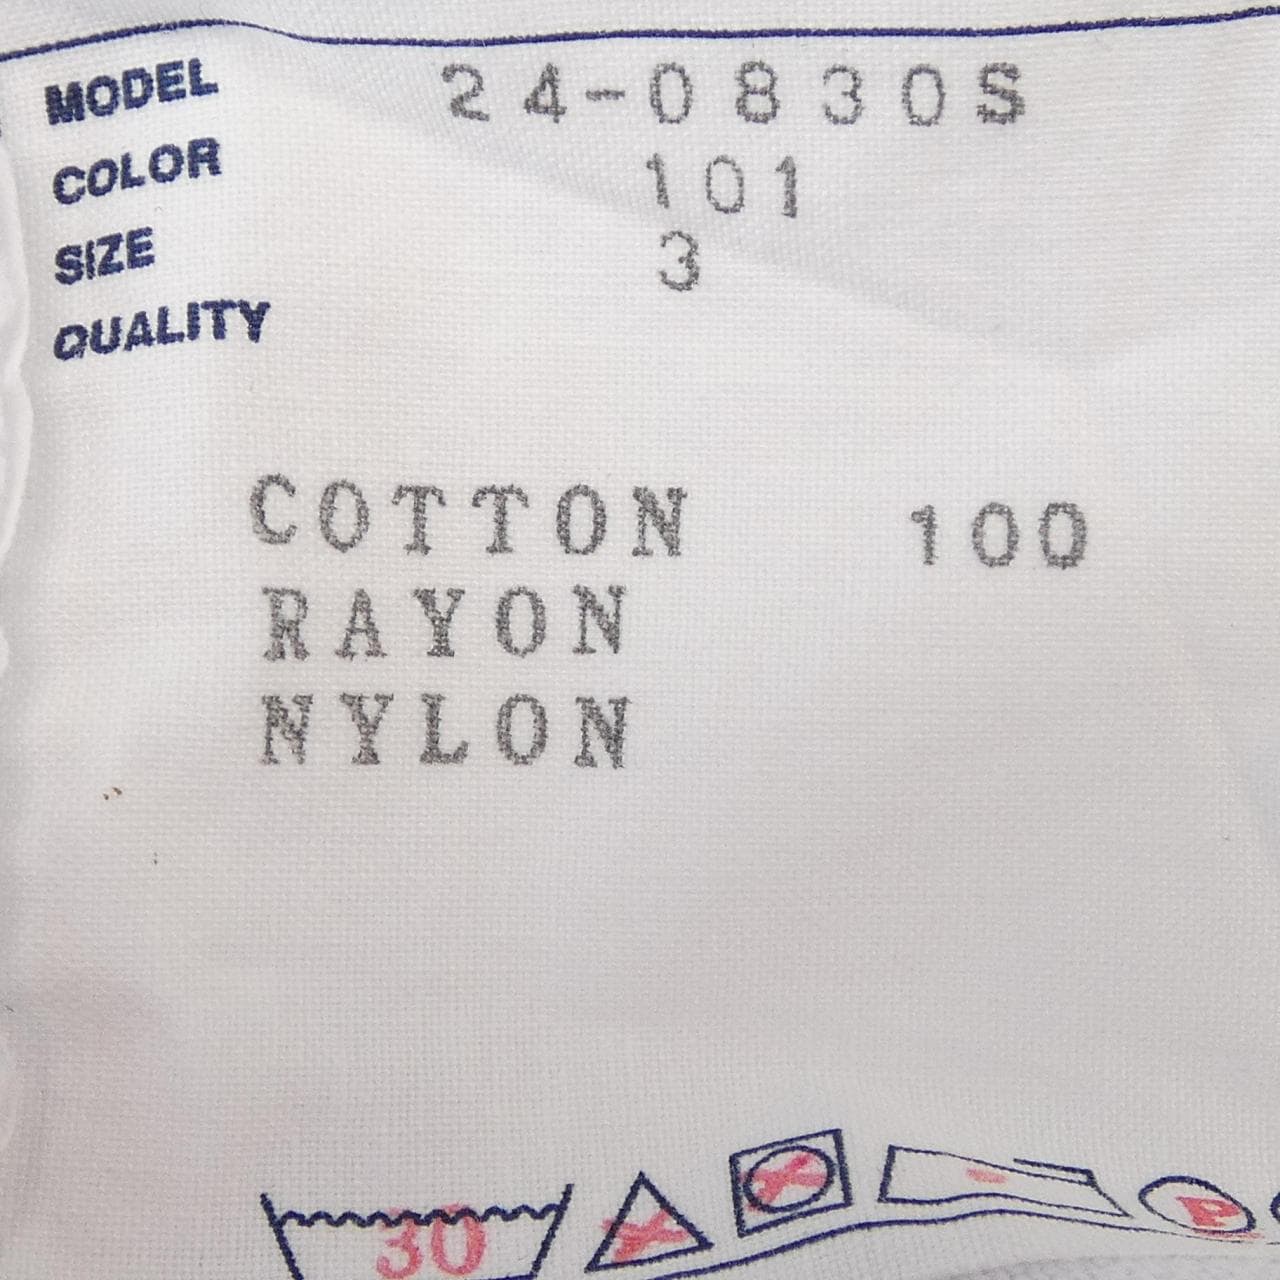 MODEL 24-0830S
COLOR 101
SIZE 3
QUALITY
COTTON 100
RAYON
NYLON
30
P